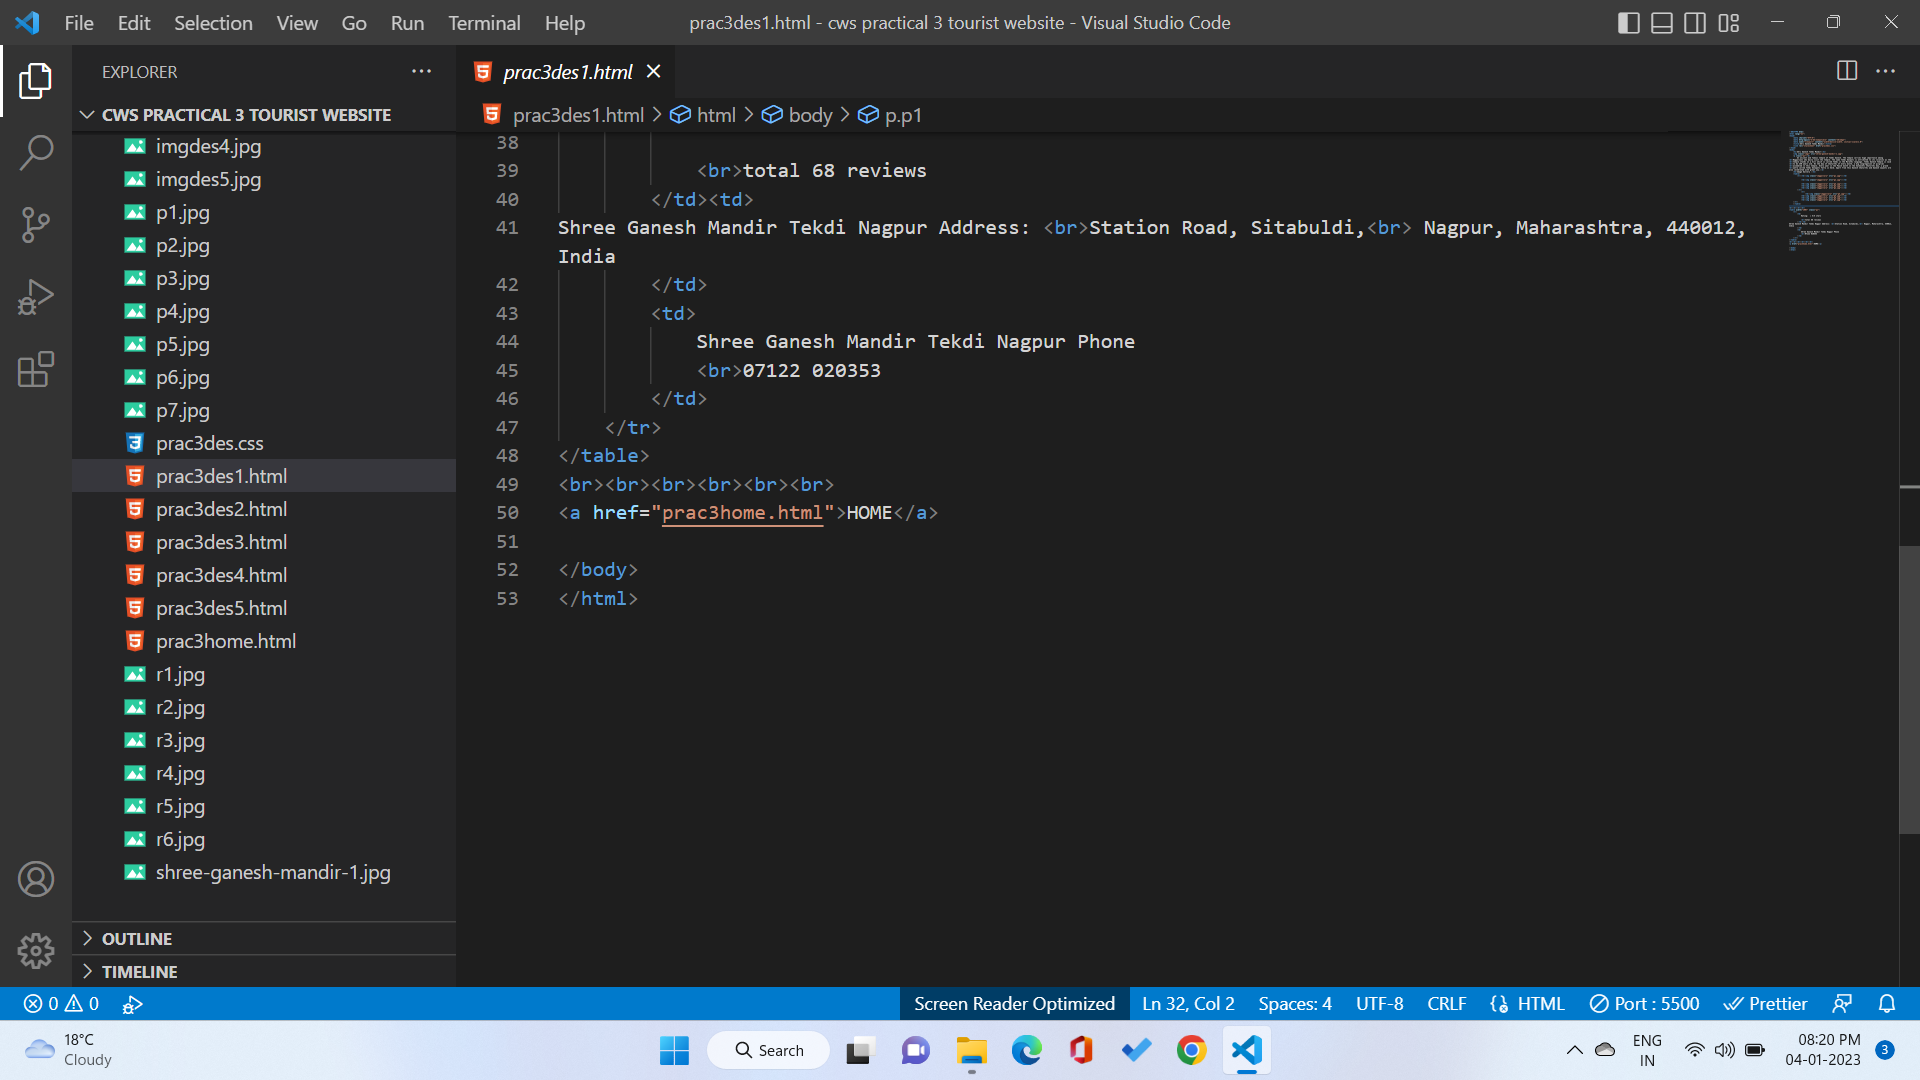 File Edit Selection View Go Run Terminal Help
prac3des1.html - cws practical 3 tourist website - Visual Studio Code
EXPLORER
CWS PRACTICAL 3 TOURIST WEBSITE
imgdes4.jpg
imgdes5.jpg
p1.jpg
p2.jpg
p3.jpg
p4.jpg
p5.jpg
p6.jpg
p7.jpg
prac3des.css
prac3des1.html
prac3des2.html
prac3des3.html
prac3des4.html
prac3des5.html
prac3home.html
r1.jpg
r2.jpg
r3.jpg
r4.jpg
r5.jpg
r6.jpg
shree-ganesh-mandir-1.jpg
OUTLINE
TIMELINE
prac3des1.html
prac3des1.html > html > body > p.p1
38
39 <br>total 68 reviews
40 </td><td>
41 Shree Ganesh Mandir Tekdi Nagpur Address: <br>Station Road, Sitabuldi,<br> Nagpur, Maharashtra, 440012,
India
42 </td>
43 <td>
44 Shree Ganesh Mandir Tekdi Nagpur Phone
45 <br>07122 020353
46 </td>
47 </tr>
48 </table>
49 <br><br><br><br><br><br>
50 <a href="prac3home.html">HOME</a>
51
52 </body>
53 </html>
0 0
Screen Reader Optimized Ln 32, Col 2 Spaces: 4 UTF-8 CRLF HTML Port : 5500 Prettier
18°C
Cloudy
Search
ENG
IN
08:20 PM
04-01-2023
3